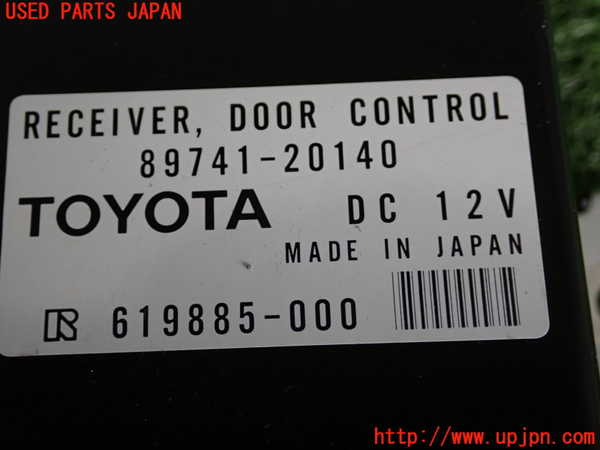 USED PARTS JAPAN
RECEIVER, DOOR CONTROL
89741-20140
TOYOTA DC 12V
MADE IN JAPAN
R 619885-000
http://www.upjpn.com/